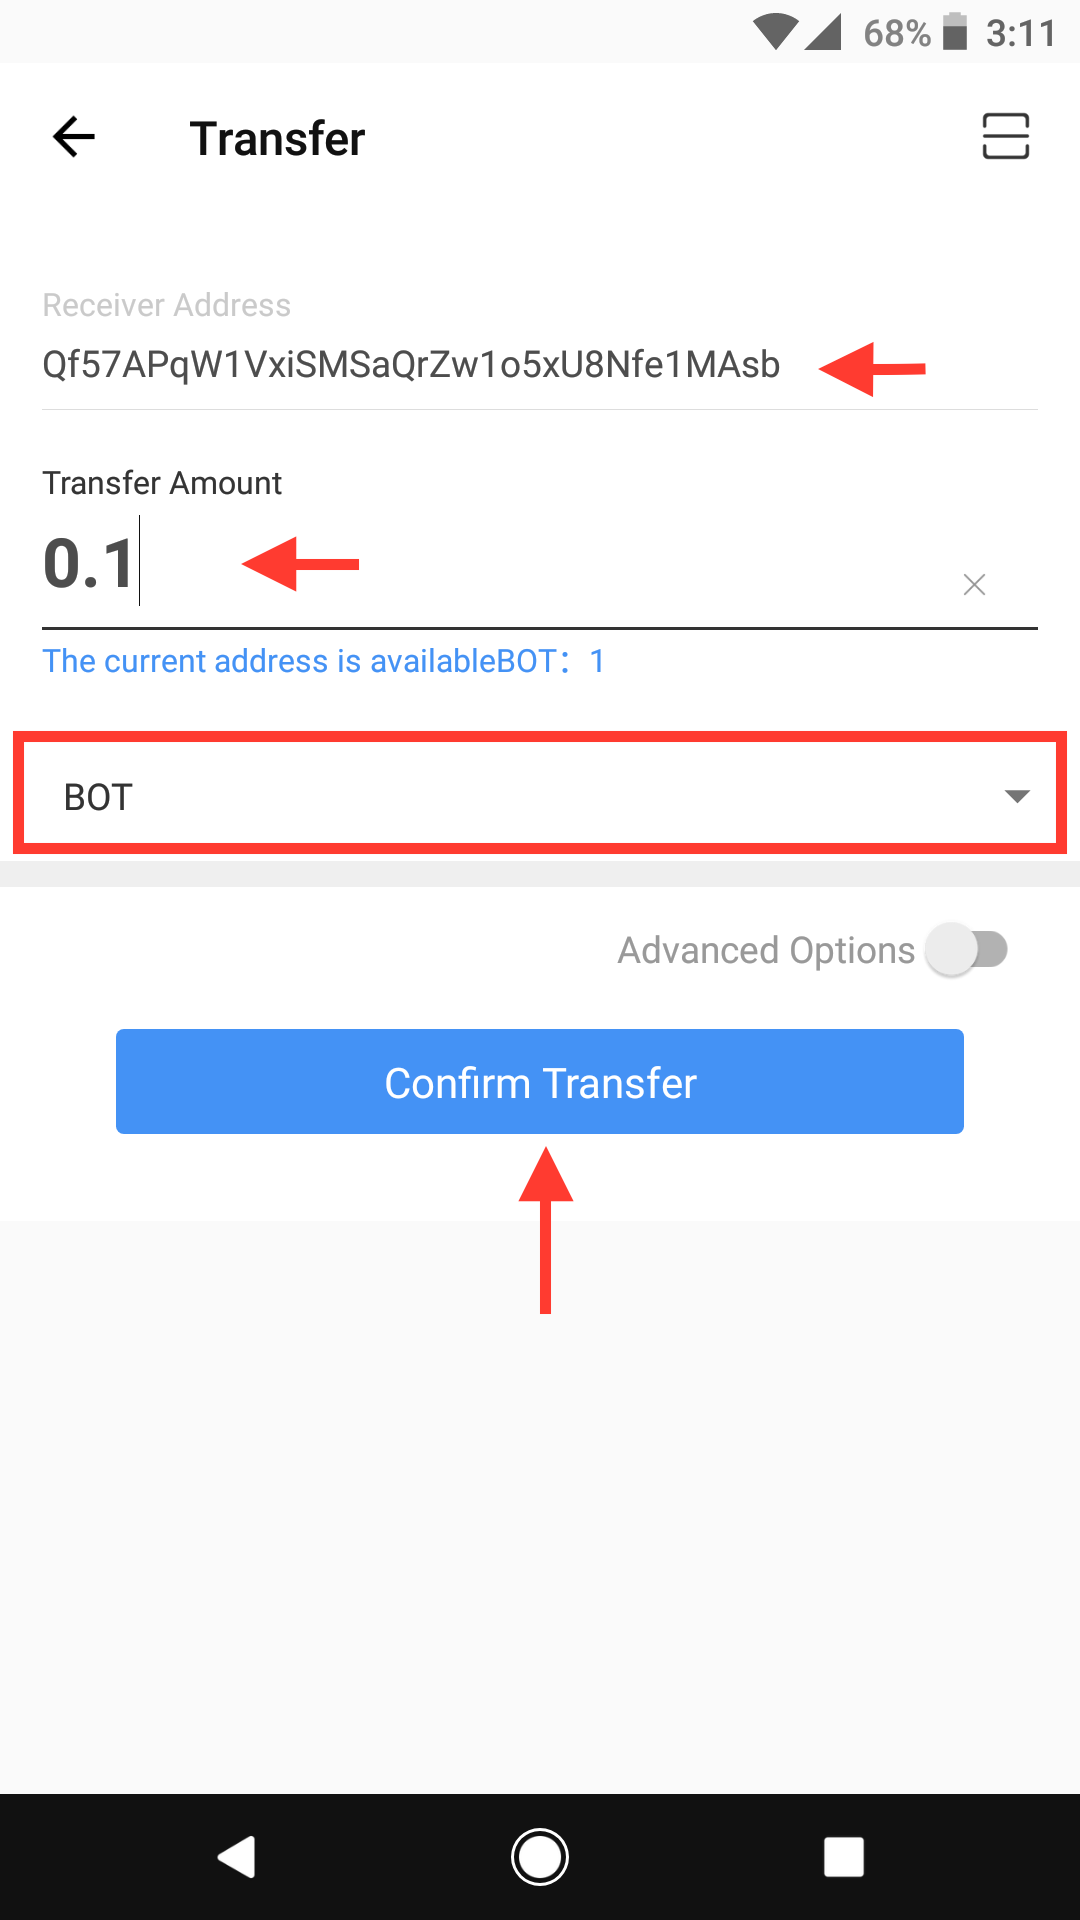 68% 3:11
Transfer
Receiver Address
Qf57APqW1VxiSMSaQrZw1o5xU8Nfe1MAsb
Transfer Amount
0.1
The current address is availableBOT：1
BOT
Advanced Options
Confirm Transfer